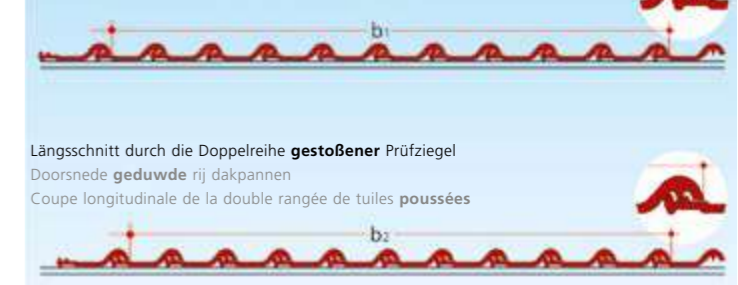 b1
Längsschnitt durch die Doppelreihe gestoßener Prüfziegel
Doorsnede geduwde rij dakpannen
Coupe longitudinale de la double rangée de tuiles poussées
b2